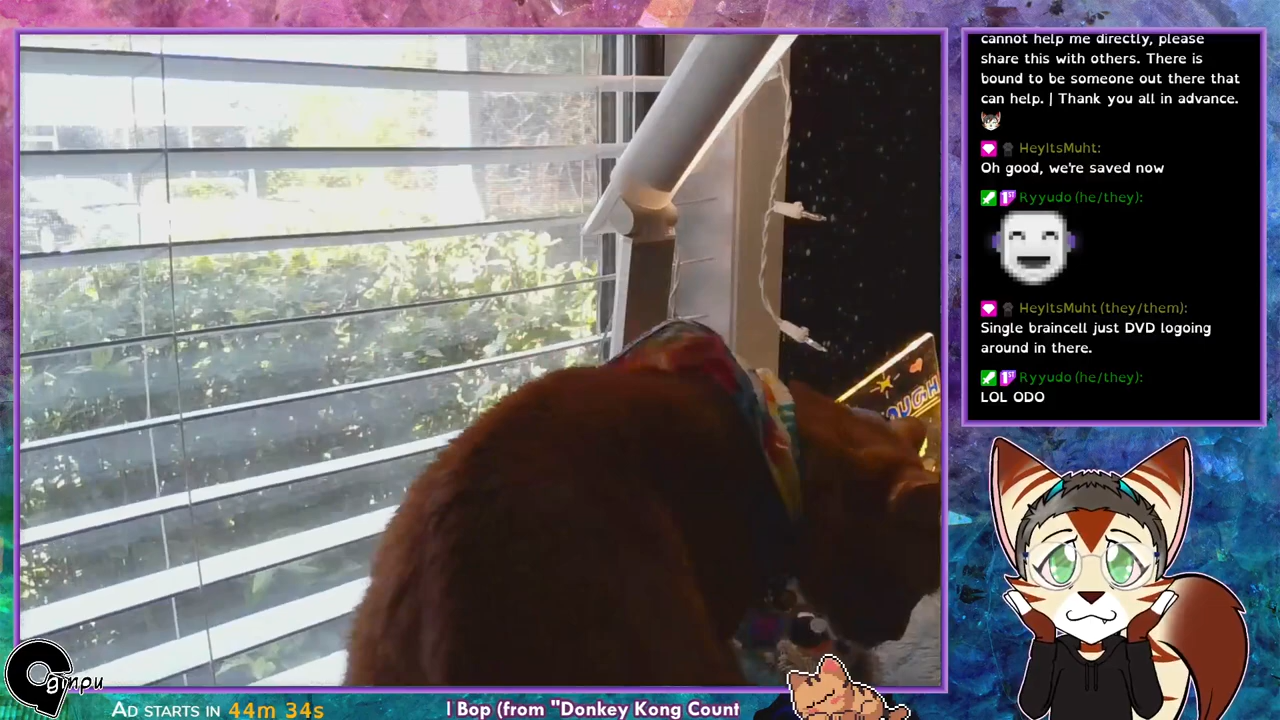 cannot help me directly, please
share this with others. There is
bound to be someone out there that
can help. | Thank you all in advance.
HeyItsMuht:
Oh good, we're saved now
1ST Ryyudo (he/they):
HeyItsMuht (they/them):
Single braincell just DVD logoing
around in there.
1ST Ryyudo (he/they):
LOL ODO
ginpu
AD STARTS IN 44m 34s
I Bop (from "Donkey Kong Count